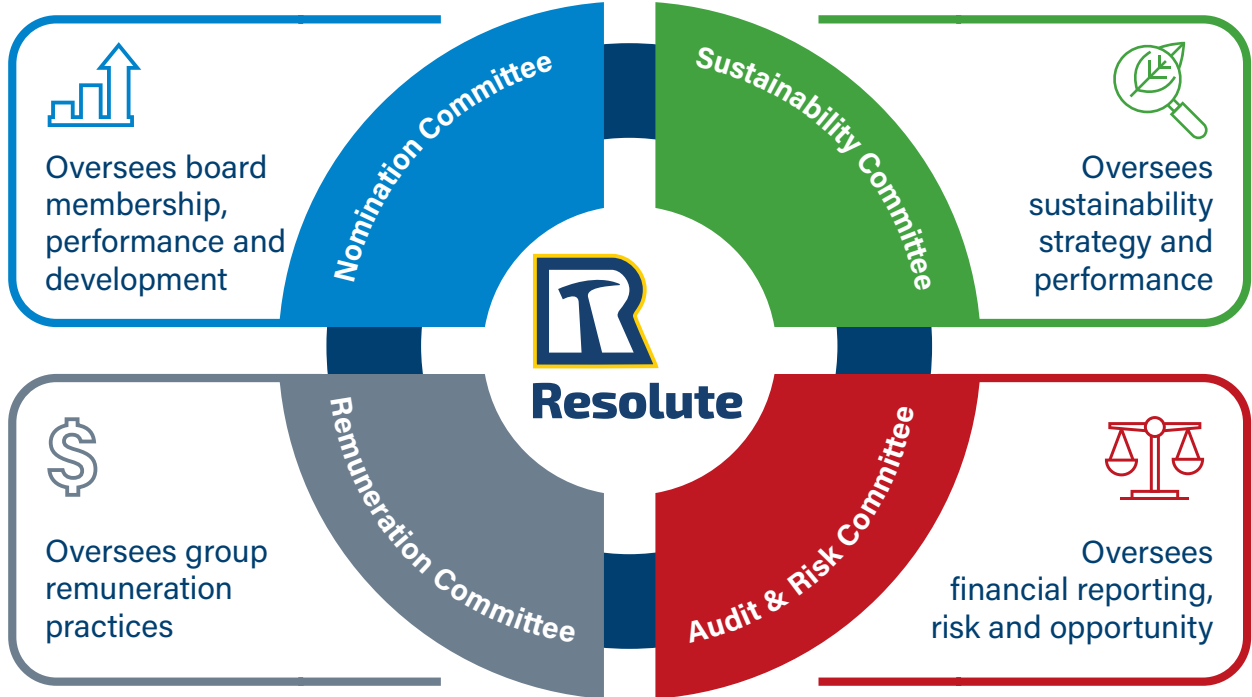 Nomination Committee
Oversees board
membership,
performance and
development
Sustainability Committee
Oversees
sustainability
strategy and
performance
Resolute
Remuneration Committee
Oversees group
remuneration
practices
Audit & Risk Committee
Oversees
financial reporting,
risk and opportunity